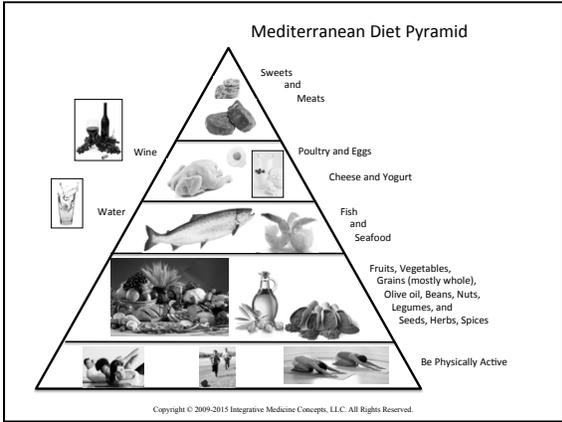 Mediterranean Diet Pyramid
Sweets
and
Meats
Wine
Poultry and Eggs
Cheese and Yogurt
Water
Fish
and
Seafood
Fruits, Vegetables,
Grains (mostly whole),
Olive oil, Beans, Nuts,
Legumes, and
Seeds, Herbs, Spices
Be Physically Active
Copyright © 2009-2015 Integrative Medicine Concepts, LLC. All Rights Reserved.